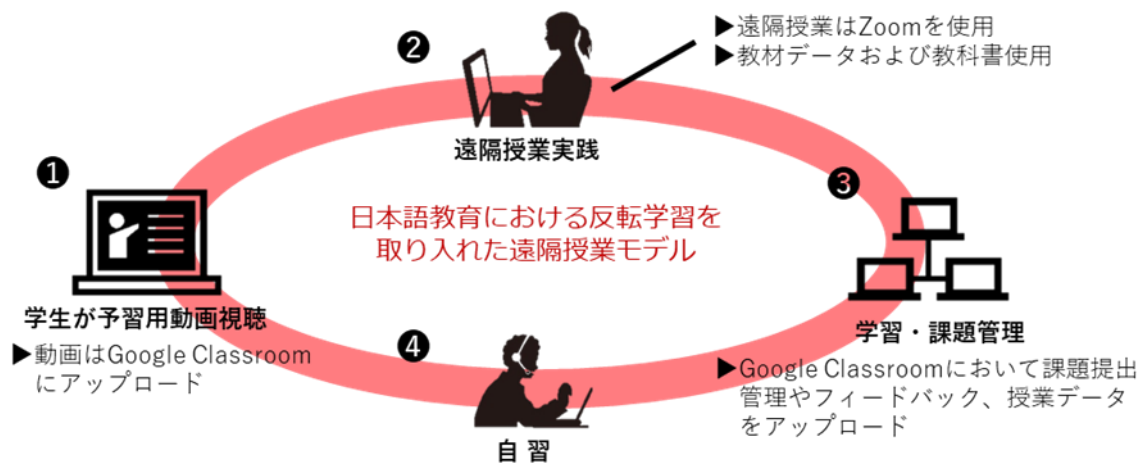 ❶
学生が予習用動画視聴
▶動画はGoogle Classroom
にアップロード
❷
遠隔授業実践
▶遠隔授業はZoomを使用
▶教材データおよび教科書使用
日本語教育における反転学習を
取り入れた遠隔授業モデル
❸
学習・課題管理
▶Google Classroomにおいて課題提出
管理やフィードバック、授業データ
をアップロード
❹
自 習